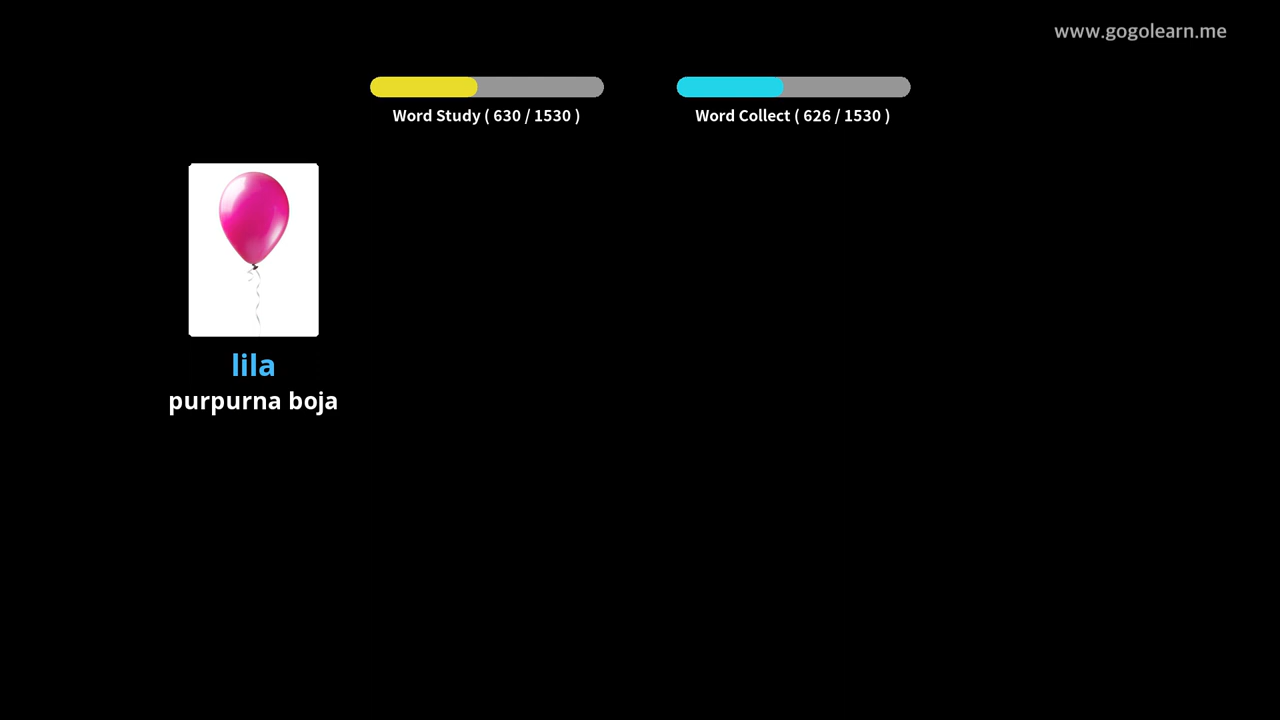 www.gogolearn.me
Word Study ( 630 / 1530 )
Word Collect ( 626 / 1530 )
lila
purpurna boja